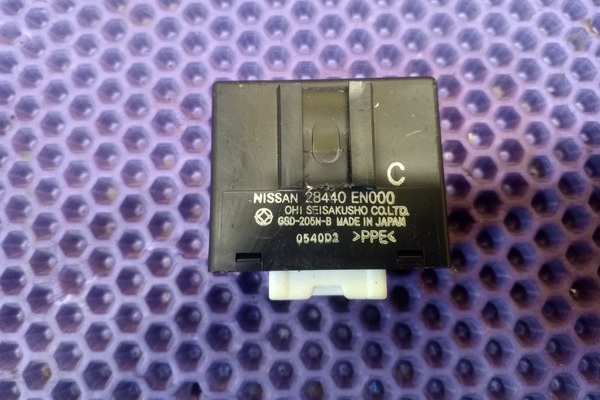 C
NISSAN 28440 EN000
OHI SEISAKUSHO CO.LTD.
GSD-205N-B MADE IN JAPAN
0540D2 >PPE<